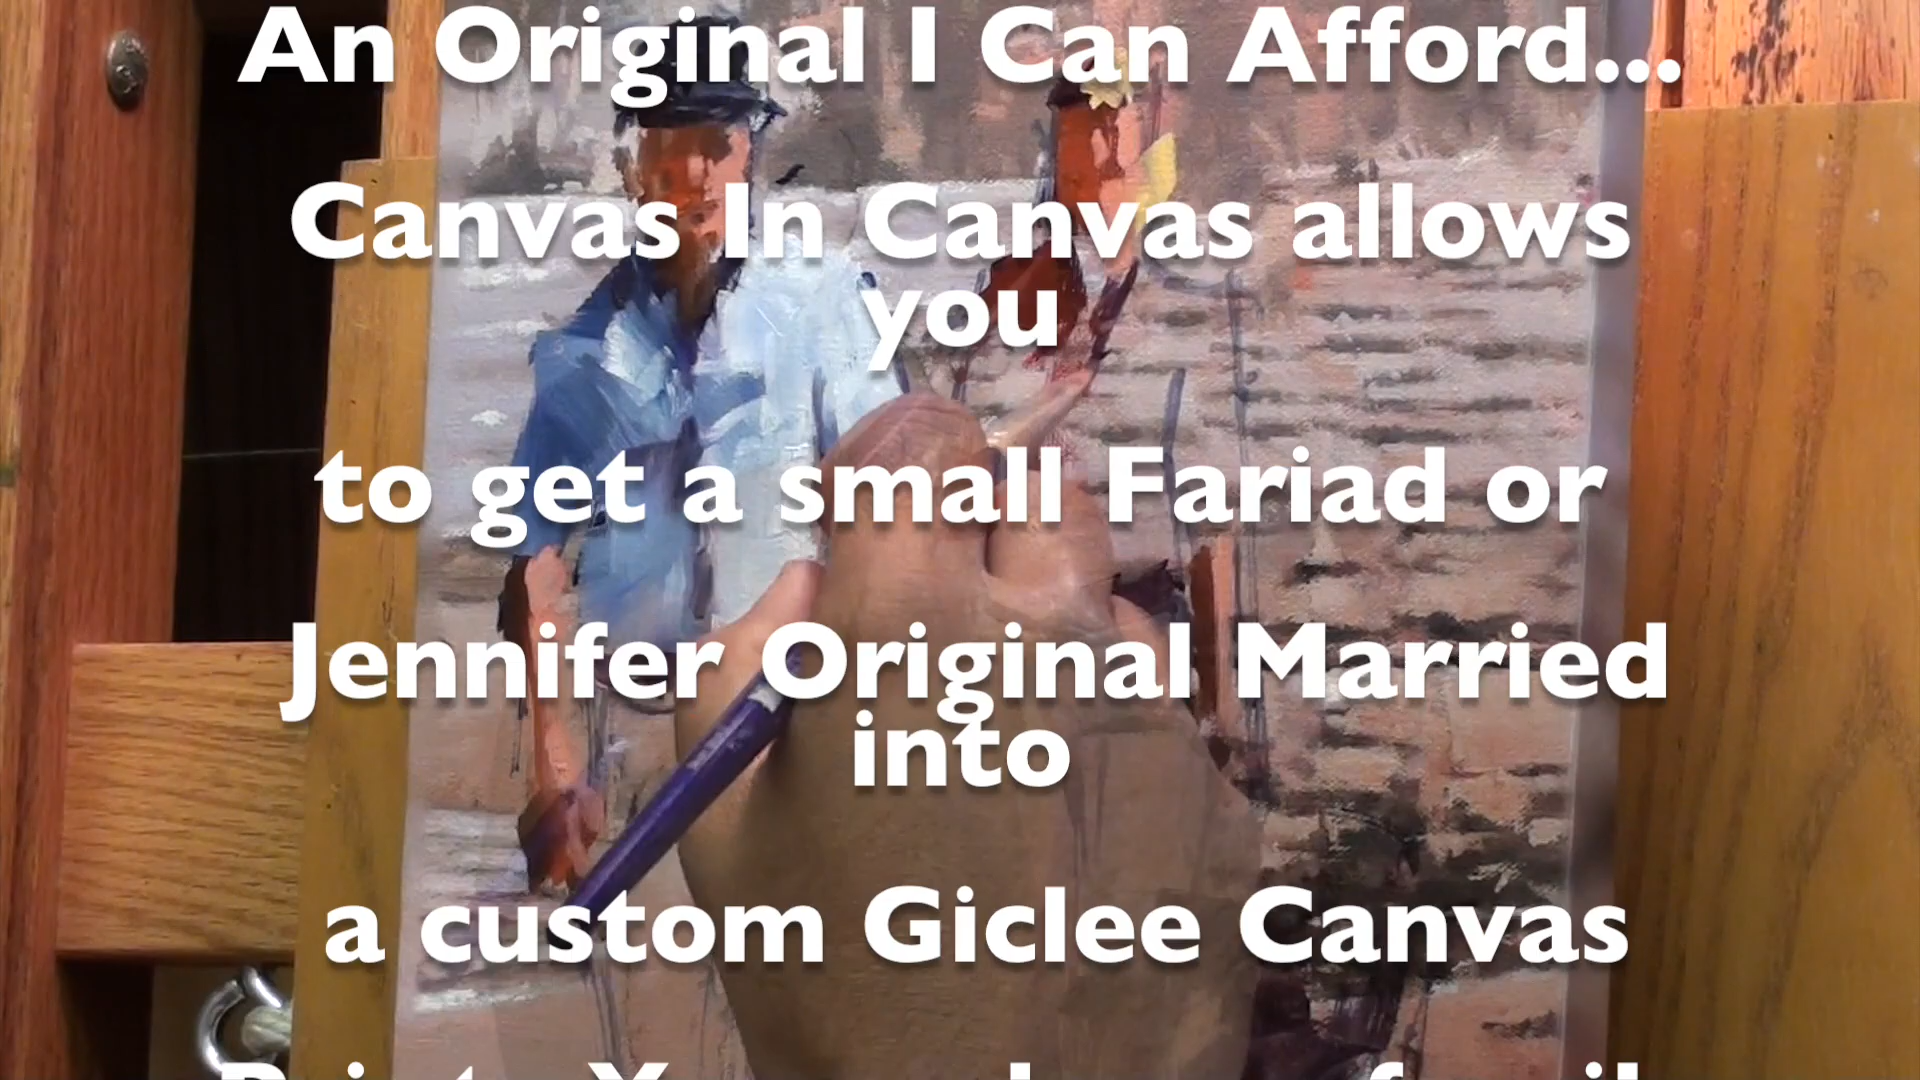 An Original I Can Afford...
Canvas In Canvas allows
you
to get a small Fariad or
Jennifer Original Married
into
a custom Giclee Canvas